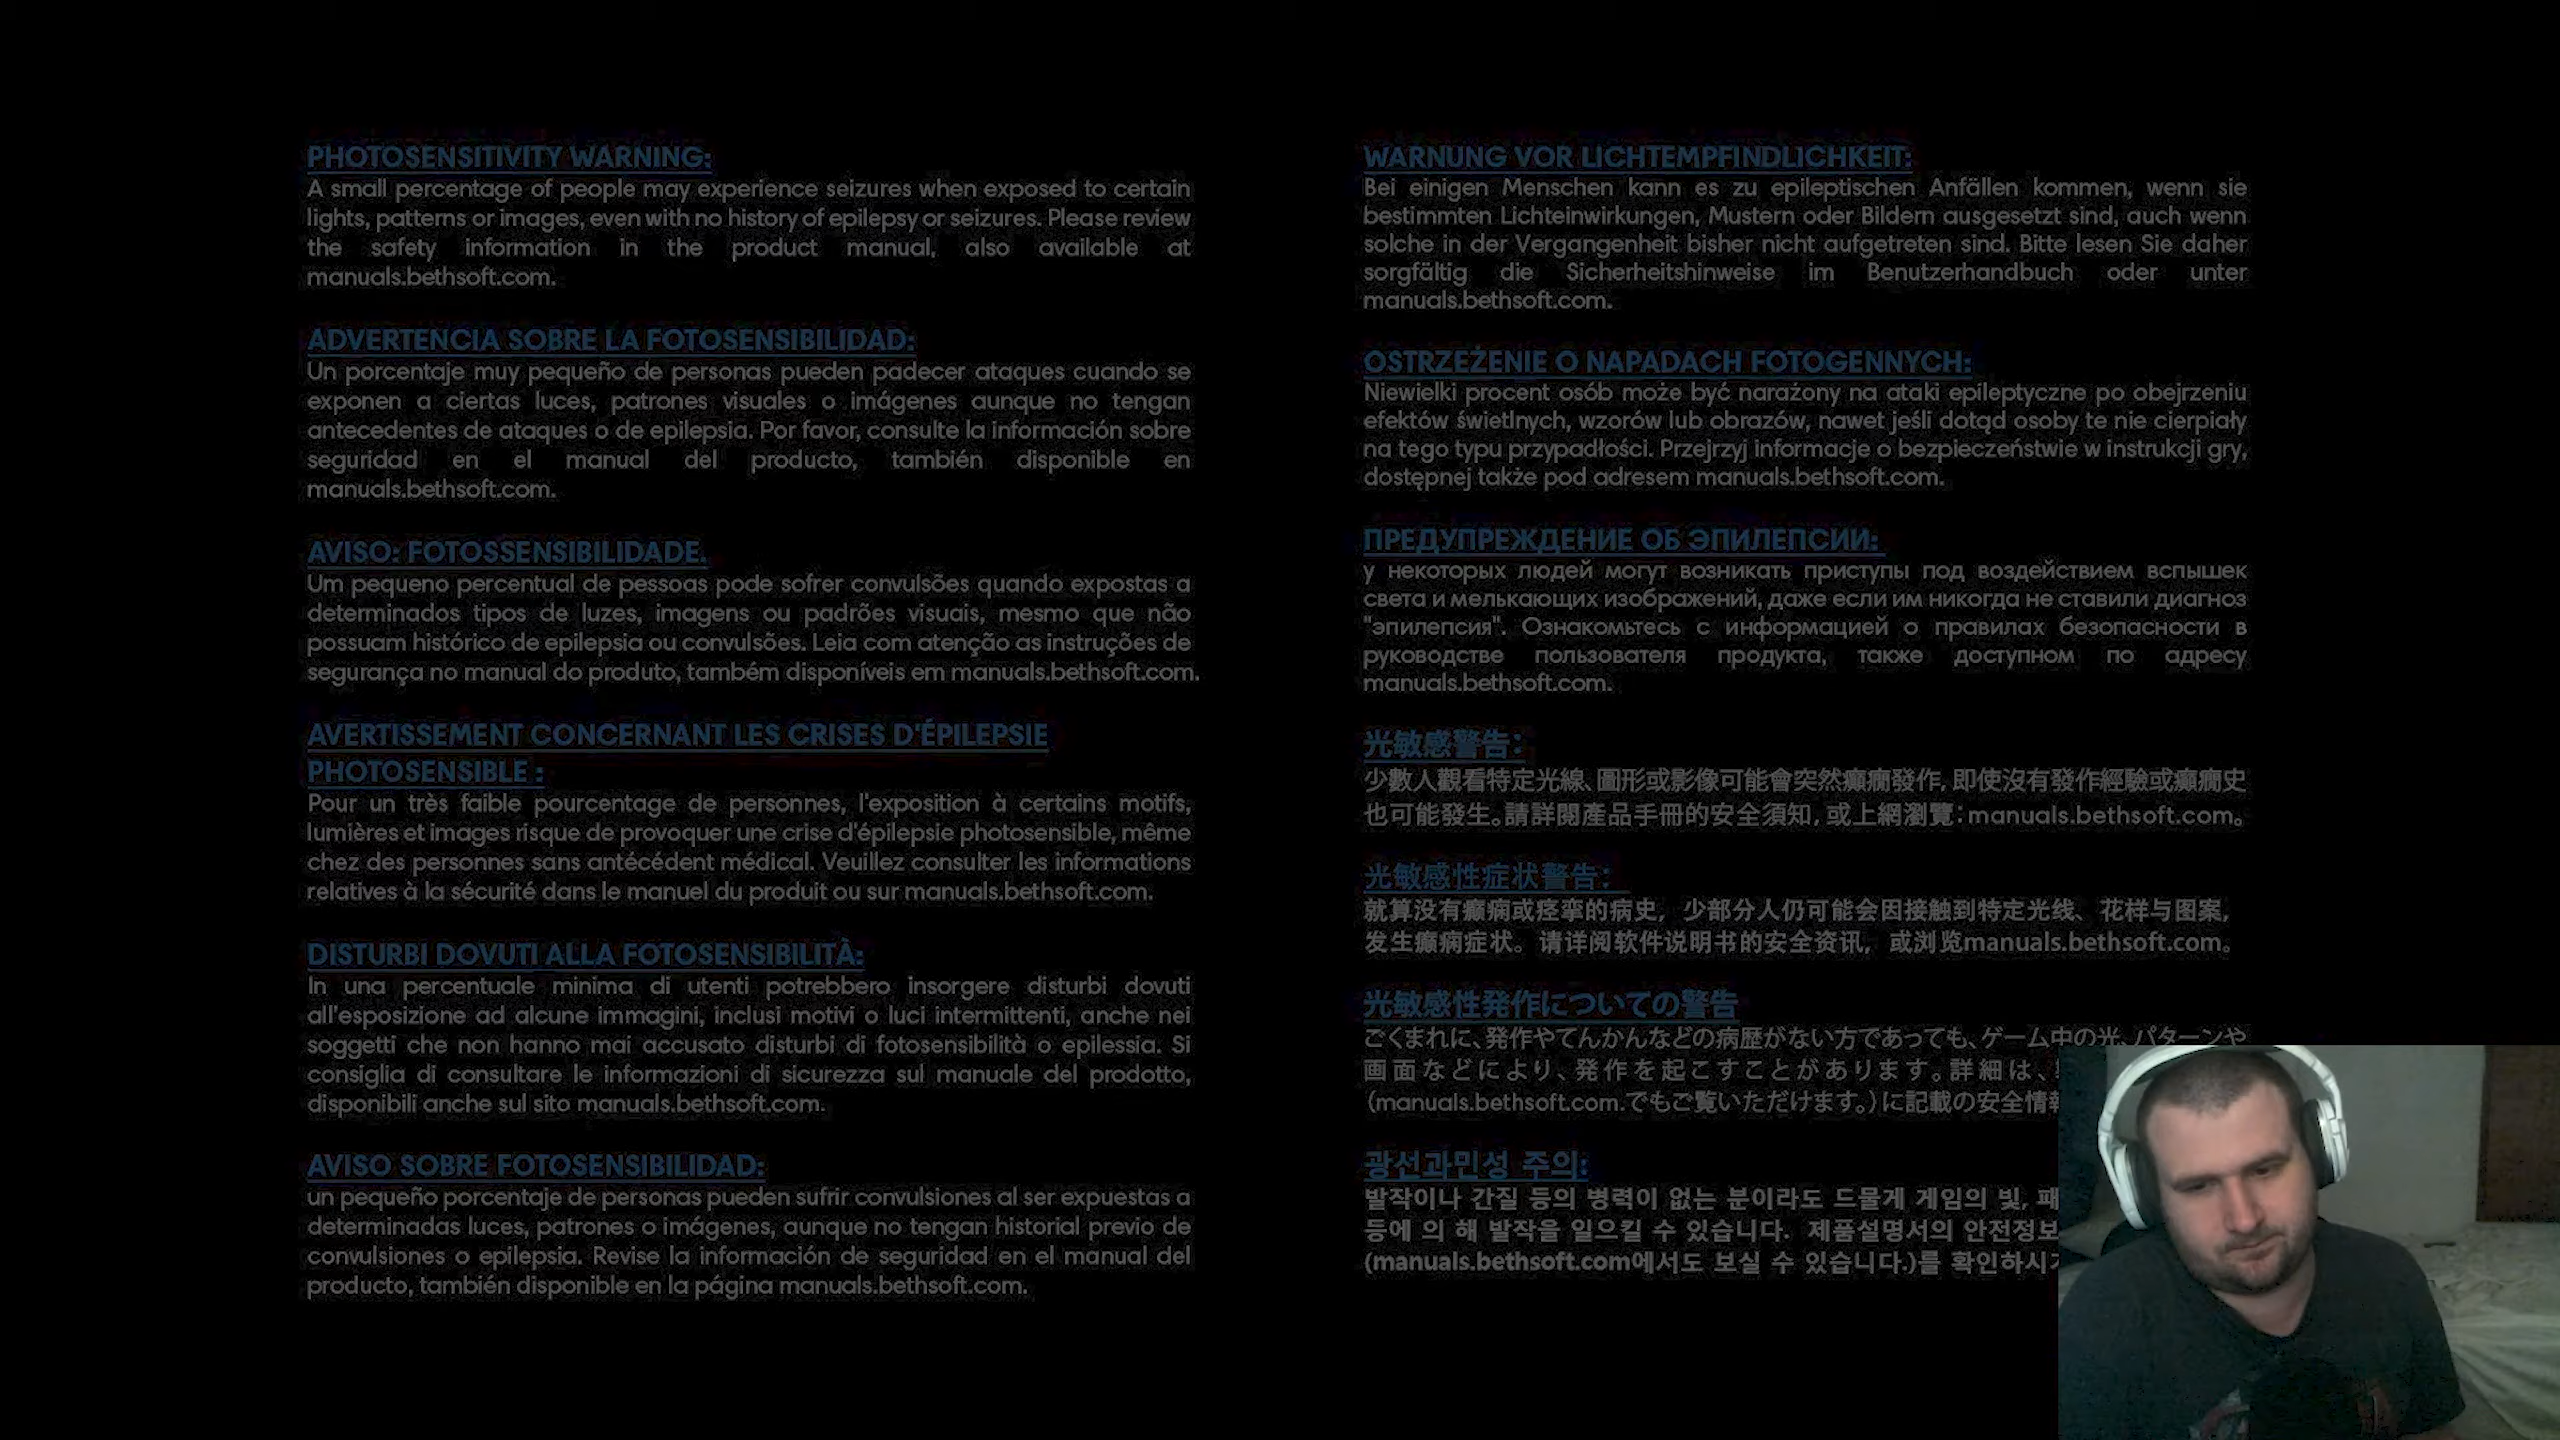 PHOTOSENSITIVITY WARNING:
A small percentage of people may experience seizures when exposed to certain
lights, patterns or images, even with no history of epilepsy or seizures. Please review
the safety information in the product manual, also available at
manuals.bethsoft.com.
ADVERTENCIA SOBRE LA FOTOSENSIBILIDAD:
Un porcentaje muy pequeño de personas pueden padecer ataques cuando se
exponen a ciertas luces, patrones visuales o imágenes aunque no tengan
antecedentes de ataques o de epilepsia. Por favor, consulte la información sobre
seguridad en el manual del producto, también disponible en
manuals.bethsoft.com.
AVISO: FOTOSSENSIBILIDADE.
Um pequeno percentual de pessoas pode sofrer convulsões quando expostas a
determinados tipos de luzes, imagens ou padrões visuais, mesmo que não
possuam histórico de epilepsia ou convulsões. Leia com atenção as instruções de
segurança no manual do produto, também disponíveis em manuals.bethsoft.com.
AVERTISSEMENT CONCERNANT LES CRISES D'ÉPILEPSIE
PHOTOSENSIBLE :
Pour un très faible pourcentage de personnes, l'exposition à certains motifs,
lumières et images risque de provoquer une crise d'épilepsie photosensible, même
chez des personnes sans antécédent médical. Veuillez consulter les informations
relatives à la sécurité dans le manuel du produit ou sur manuals.bethsoft.com.
DISTURBI DOVUTI ALLA FOTOSENSIBILITÀ:
In una percentuale minima di utenti potrebbero insorgere disturbi dovuti
all'esposizione ad alcune immagini, inclusi motivi o luci intermittenti, anche nei
soggetti che non hanno mai accusato disturbi di fotosensibilità o epilessia. Si
consiglia di consultare le informazioni di sicurezza sul manuale del prodotto,
disponibili anche sul sito manuals.bethsoft.com.
AVISO SOBRE FOTOSENSIBILIDAD:
un pequeño porcentaje de personas pueden sufrir convulsiones al ser expuestas a
determinadas luces, patrones o imágenes, aunque no tengan historial previo de
convulsiones o epilepsia. Revise la información de seguridad en el manual del
producto, también disponible en la página manuals.bethsoft.com.
WARNUNG VOR LICHTEMPFINDLICHKEIT:
Bei einigen Menschen kann es zu epileptischen Anfällen kommen, wenn sie
bestimmten Lichteinwirkungen, Mustern oder Bildern ausgesetzt sind, auch wenn
solche in der Vergangenheit bisher nicht aufgetreten sind. Bitte lesen Sie daher
sorgfältig die Sicherheitshinweise im Benutzerhandbuch oder unter
manuals.bethsoft.com.
OSTRZEŻENIE O NAPADACH FOTOGENNYCH:
Niewielki procent osób może być narażony na ataki epileptyczne po obejrzeniu
efektów świetlnych, wzorów lub obrazów, nawet jeśli dotąd osoby te nie cierpiały
na tego typu przypadłości. Przejrzyj informacje o bezpieczeństwie w instrukcji gry,
dostępnej także pod adresem manuals.bethsoft.com.
ПРЕДУПРЕЖДЕНИЕ ОБ ЭПИЛЕПСИИ:
у некоторых людей могут возникать приступы под воздействием вспышек
света и мелькающих изображений, даже если им никогда не ставили диагноз
"эпилепсия". Ознакомьтесь с информацией о правилах безопасности в
руководстве пользователя продукта, также доступном по адресу
manuals.bethsoft.com.
光敏感警告：
少數人觀看特定光線、圖形或影像可能會突然癲癇發作，即使沒有發作經驗或癲癇史
也可能發生。請詳閱產品手冊的安全須知，或上網瀏覽：manuals.bethsoft.com。
光敏感性症状警告：
就算没有癫痫或痉挛的病史，少部分人仍可能会因接触到特定光线、花样与图案，
发生癫痫症状。请详阅软件说明书的安全资讯，或浏览manuals.bethsoft.com。
光敏感性発作についての警告
ごくまれに、発作やてんかんなどの病歴がない方であっても、ゲーム中の光、パターンや
画面などにより、発作を起こすことがあります。詳細は、
（manuals.bethsoft.com.でもご覧いただけます。）に記載の安全情報
광선과민성 주의:
발작이나 간질 등의 병력이 없는 분이라도 드물게 게임의 빛, 패
등에 의 해 발작을 일으킬 수 있습니다. 제품설명서의 안전정보
(manuals.bethsoft.com에서도 보실 수 있습니다.)를 확인하시기